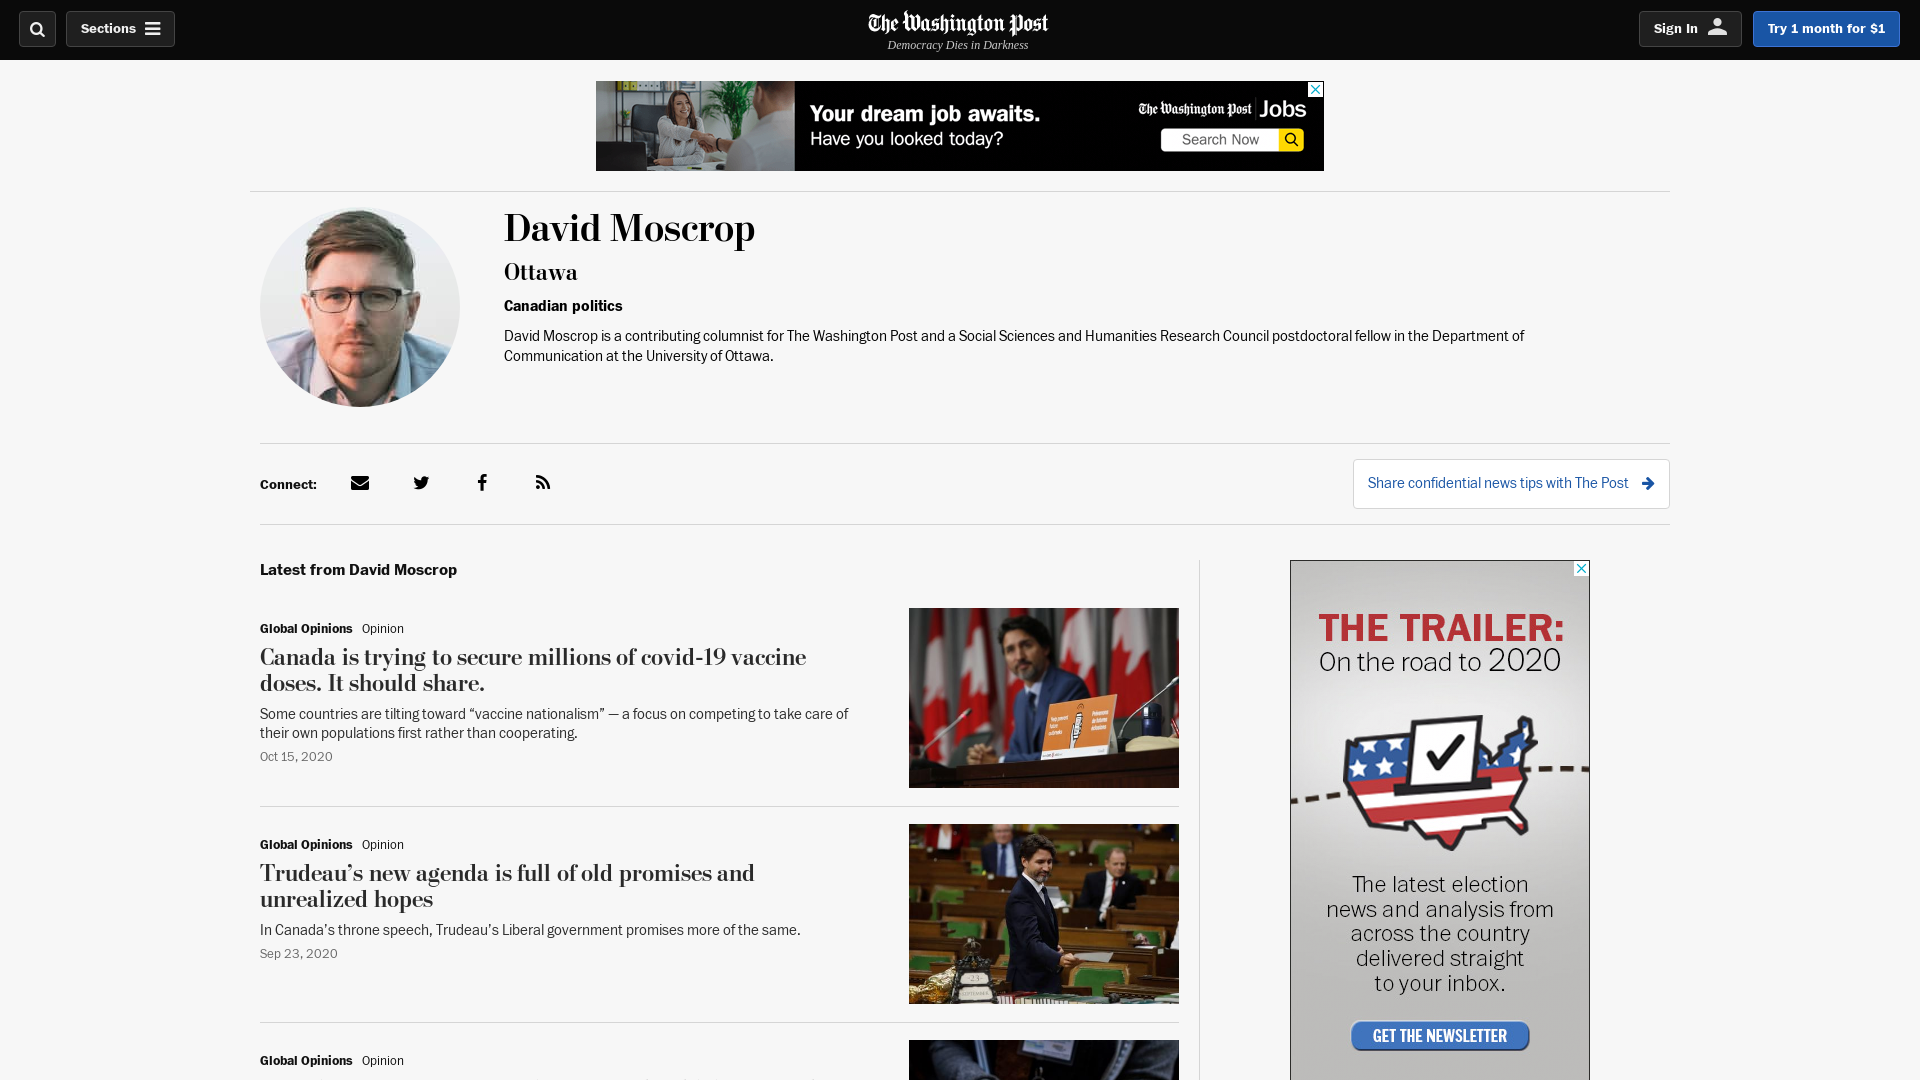 Sections
The Washington Post
Democracy Dies in Darkness
Sign In
Try 1 month for $1
Your dream job awaits.
Have you looked today?
The Washington Post Jobs
Search Now
David Moscrop
Ottawa
Canadian politics
David Moscrop is a contributing columnist for The Washington Post and a Social Sciences and Humanities Research Council postdoctoral fellow in the Department of
Communication at the University of Ottawa.
Connect:
Share confidential news tips with The Post
Latest from David Moscrop
Global Opinions Opinion
Canada is trying to secure millions of covid-19 vaccine
doses. It should share.
Some countries are tilting toward “vaccine nationalism” — a focus on competing to take care of
their own populations first rather than cooperating.
Oct 15, 2020
Global Opinions Opinion
Trudeau’s new agenda is full of old promises and
unrealized hopes
In Canada’s throne speech, Trudeau’s Liberal government promises more of the same.
Sep 23, 2020
Global Opinions Opinion
THE TRAILER:
On the road to 2020
The latest election
news and analysis from
across the country
delivered straight
to your inbox.
GET THE NEWSLETTER